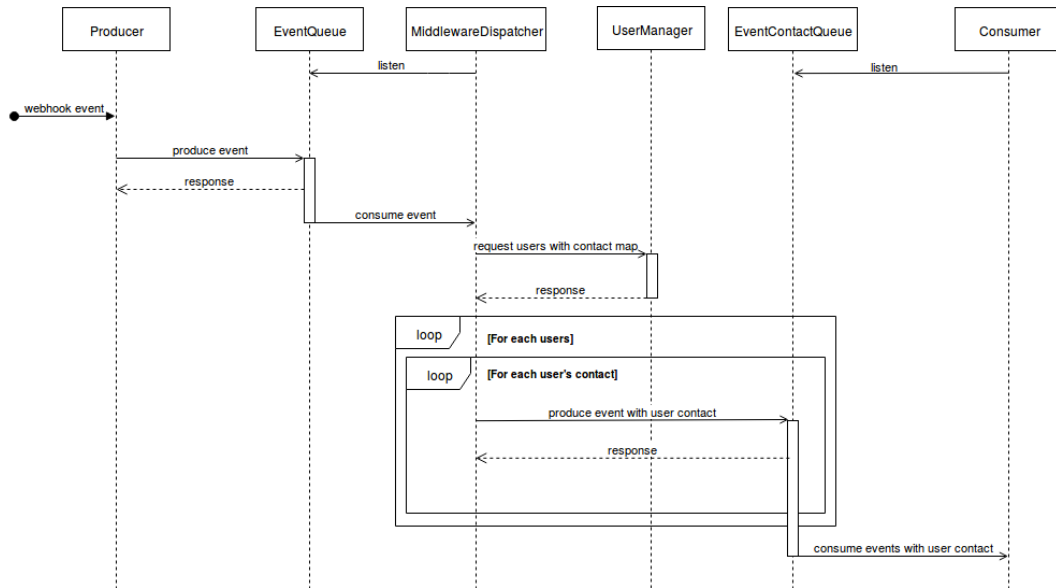 Producer
EventQueue
MiddlewareDispatcher
UserManager
EventContactQueue
Consumer
listen
listen
webhook event
produce event
response
consume event
request users with contact map
response
loop
[For each users]
loop
[For each user's contact]
produce event with user contact
response
consume events with user contact